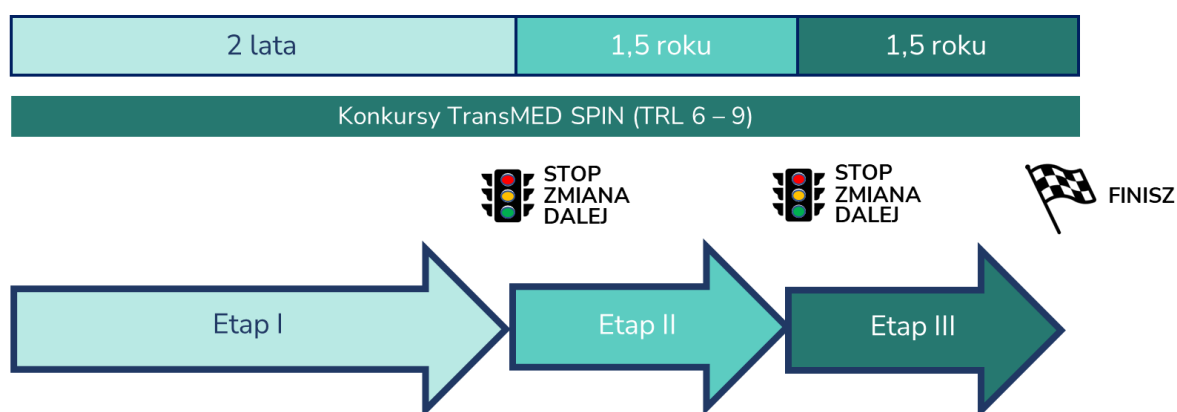 2 lata
1,5 roku
1,5 roku
Konkursy TransMED SPIN (TRL 6 – 9)
STOP
ZMIANA
DALEJ
STOP
ZMIANA
DALEJ
FINISZ
Etap I
Etap II
Etap III